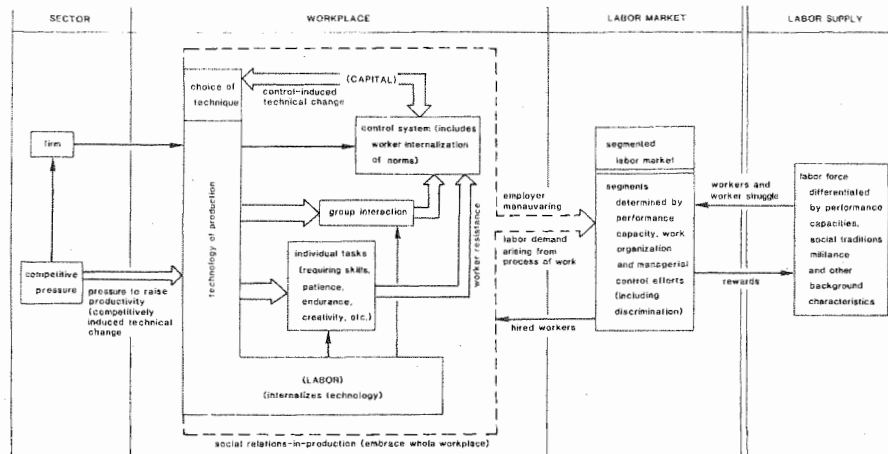 SECTOR
WORKPLACE
LABOR MARKET
LABOR SUPPLY
firm
competitive
pressure
pressure to raise
productivity
(competitively
induced technical
change
choice of
technique
technology of production
(CAPITAL)
control-induced
technical change
control system (includes
worker internalization
of norms)
group interaction
individual tasks
(requiring skills,
patience,
endurance,
creativity, etc.)
worker resistance
(LABOR)
(internalizes technology)
social relations-in-production (embrace whola workplace)
employer
manauvaring
labor demand
arising from
process of work
hired workers
segmented
labor market
segments
determined by
performance
capacity, work
organization
and managerial
control efforts
(including
discrimination)
workers and
worker struggle
rewards
labor force
differentiated
by performance
capacities,
social traditions
militance
and other
background
characteristics